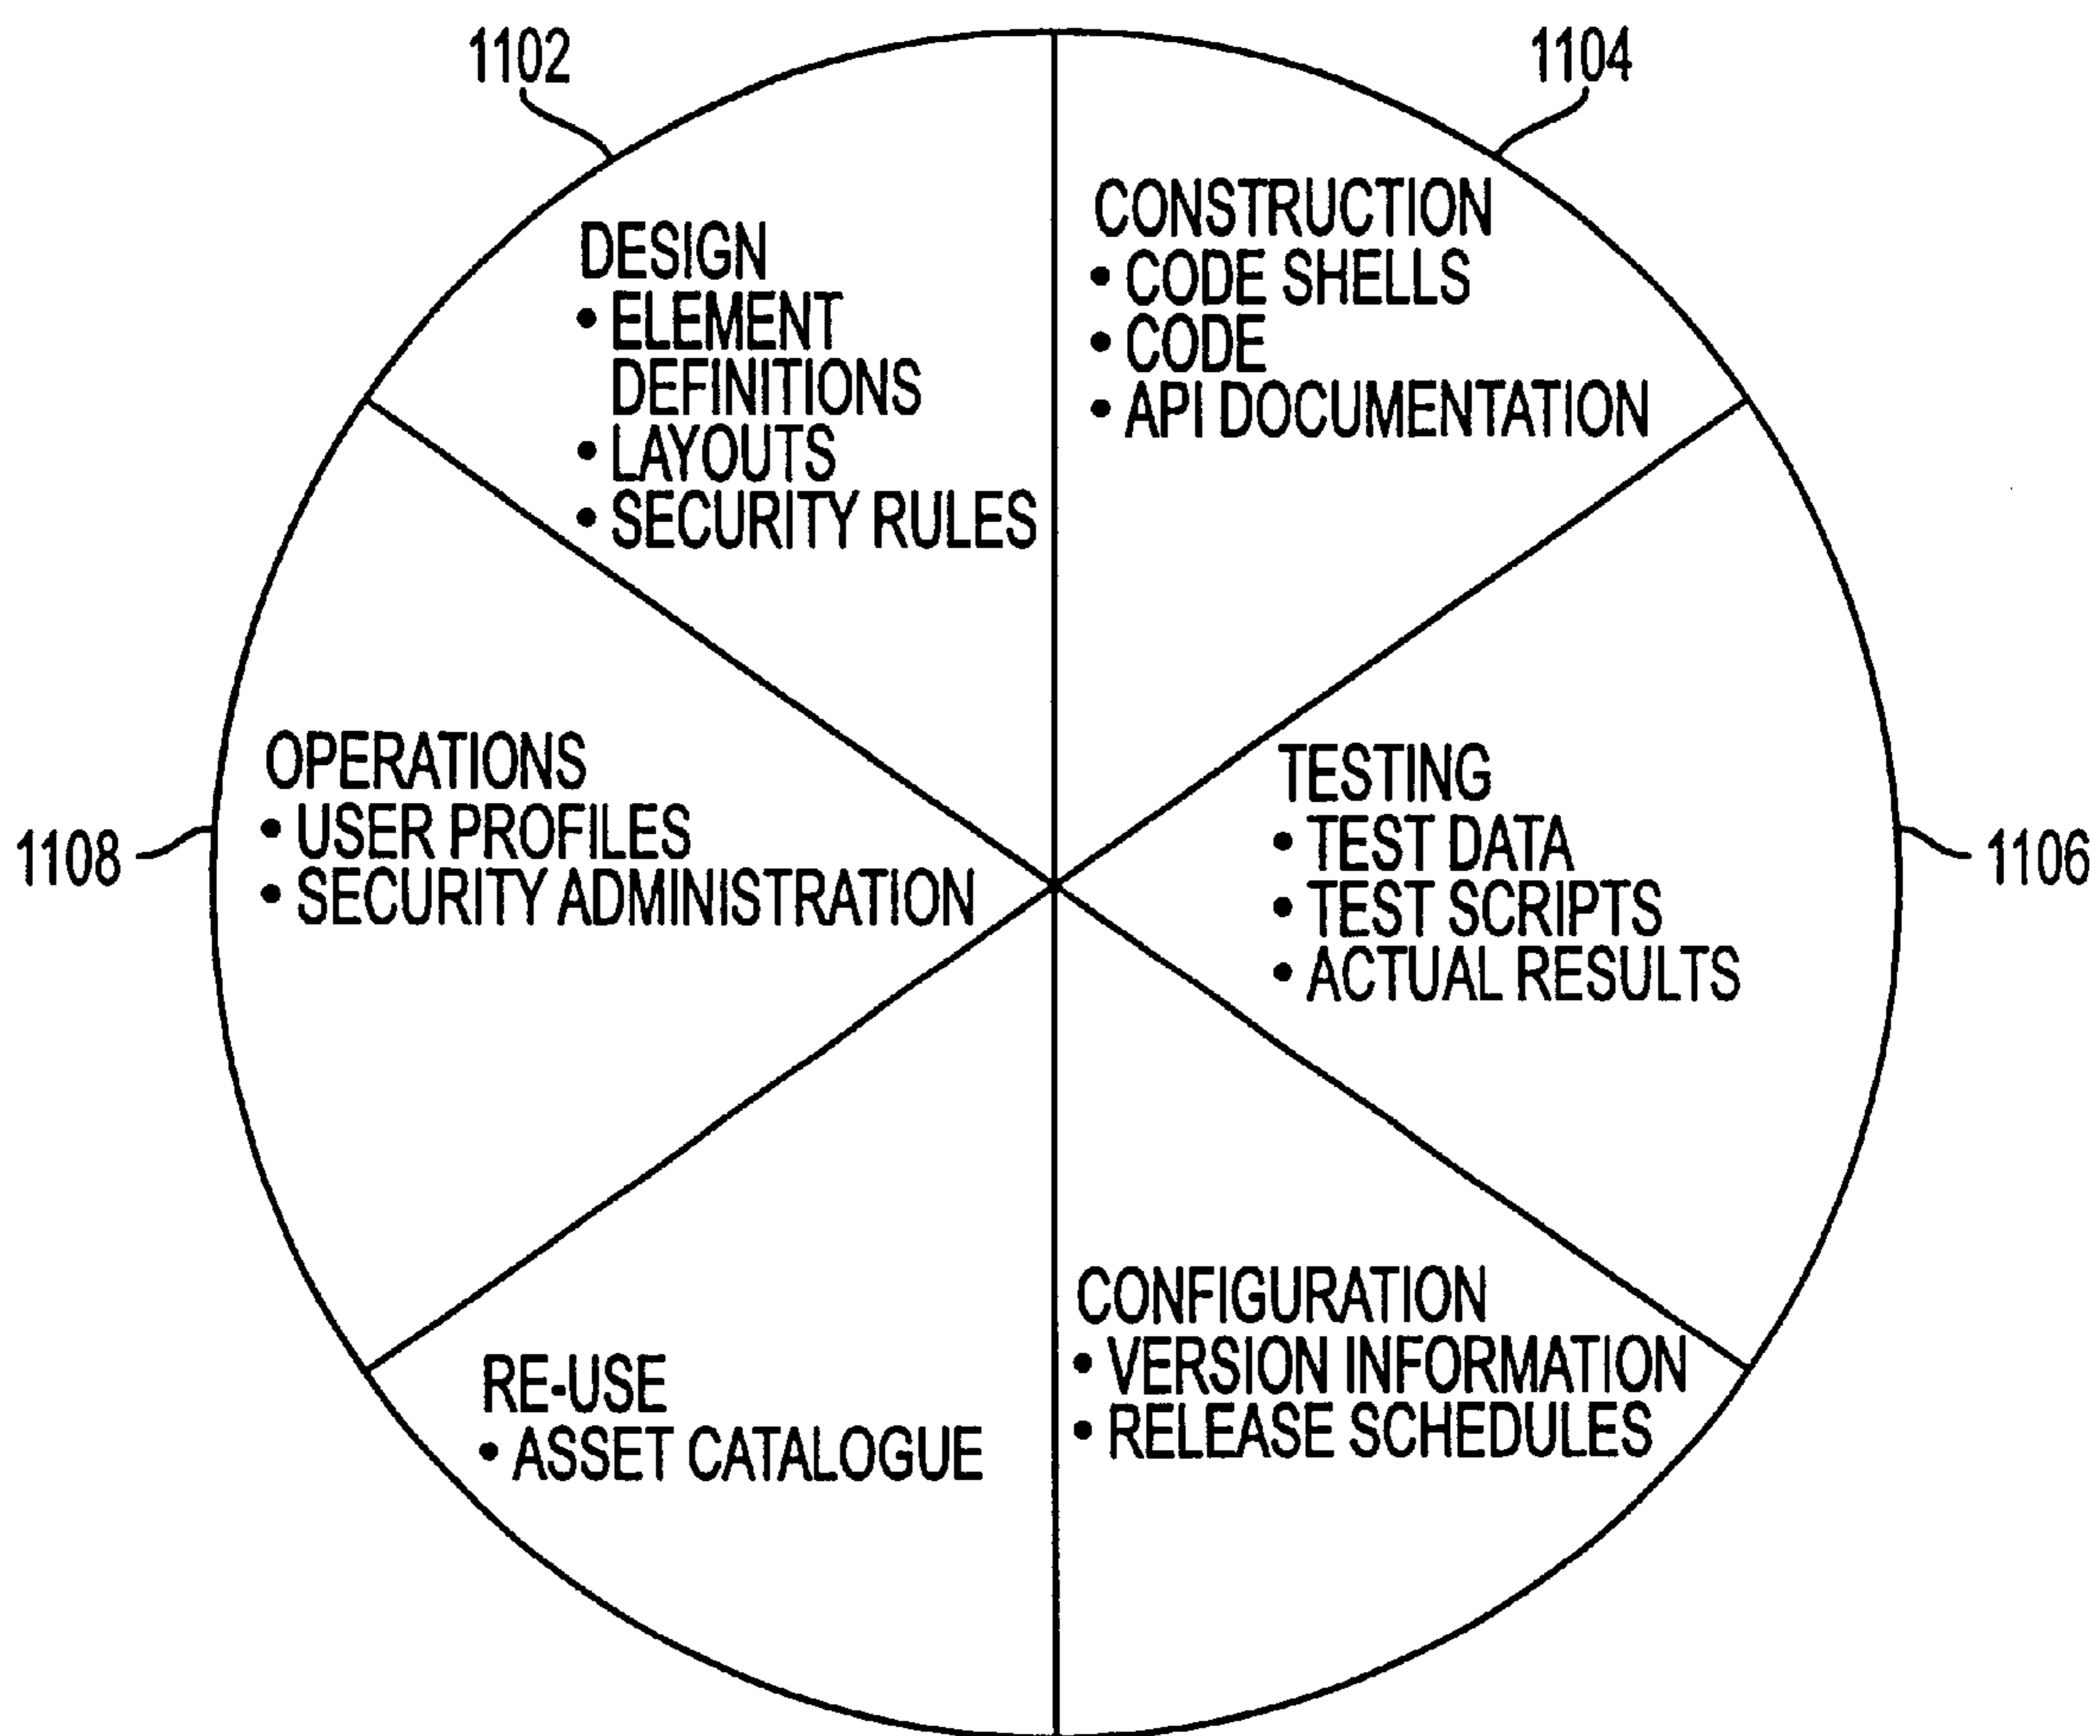 1102
1104
DESIGN
• ELEMENT
DEFINITIONS
• LAYOUTS
• SECURITY RULES
CONSTRUCTION
• CODE SHELLS
• CODE
• API DOCUMENTATION
OPERATIONS
• USER PROFILES
• SECURITY ADMINISTRATION
1108
TESTING
• TEST DATA
• TEST SCRIPTS
• ACTUAL RESULTS
1106
RE-USE
• ASSET CATALOGUE
CONFIGURATION
• VERSION INFORMATION
• RELEASE SCHEDULES